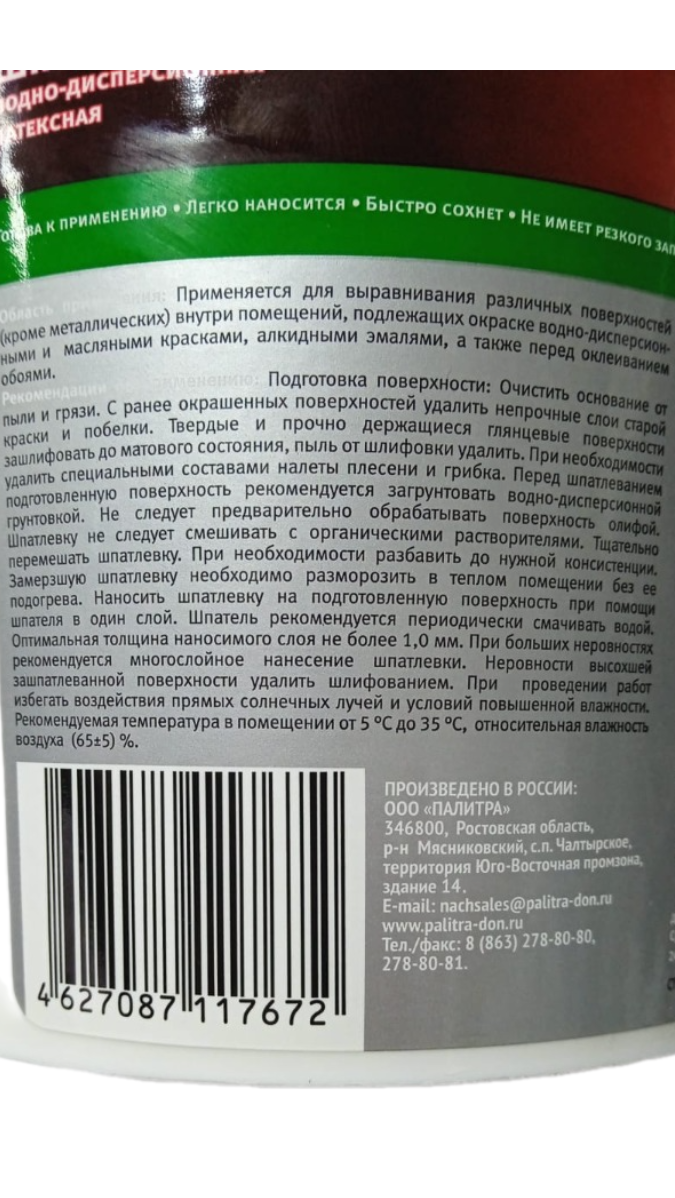 ВОДНО-ДИСПЕРСИОННАЯ
ЛАТЕКСНАЯ
К ПРИМЕНЕНИЮ • ЛЕГКО НАНОСИТСЯ • БЫСТРО СОХНЕТ • НЕ ИМЕЕТ РЕЗКОГО ЗАП
Область применения: Применяется для выравнивания различных поверхностей
(кроме металлических) внутри помещений, подлежащих окраске водно-дисперсион-
ными и масляными красками, алкидными эмалями, а также перед оклеиванием
обоями.
Рекомендации по применению: Подготовка поверхности: Очистить основание от
пыли и грязи. С ранее окрашенных поверхностей удалить непрочные слои старой
краски и побелки. Твердые и прочно держащиеся глянцевые поверхности
зашлифовать до матового состояния, пыль от шлифовки удалить. При необходимости
удалить специальными составами налеты плесени и грибка. Перед шпатлеванием
подготовленную поверхность рекомендуется загрунтовать водно-дисперсионной
грунтовкой. Не следует предварительно обрабатывать поверхность олифой.
Шпатлевку не следует смешивать с органическими растворителями. Тщательно
перемешать шпатлевку. При необходимости разбавить до нужной консистенции.
Замерзшую шпатлевку необходимо разморозить в теплом помещении без ее
подогрева. Наносить шпатлевку на подготовленную поверхность при помощи
шпателя в один слой. Шпатель рекомендуется периодически смачивать водой.
Оптимальная толщина наносимого слоя не более 1,0 мм. При больших неровностях
рекомендуется многослойное нанесение шпатлевки. Неровности высохшей
зашпатлеванной поверхности удалить шлифованием. При проведении работ
избегать воздействия прямых солнечных лучей и условий повышенной влажности.
Рекомендуемая температура в помещении от 5 ºС до 35 ºС, относительная влажность
воздуха (65±5) %.
ПРОИЗВЕДЕНО В РОССИИ:
ООО «ПАЛИТРА»
346800, Ростовская область,
р-н Мясниковский, с.п. Чалтырское,
территория Юго-Восточная промзона,
здание 14.
E-mail: nachsales@palitra-don.ru
www.palitra-don.ru
Тел./факс: 8 (863) 278-80-80,
278-80-81.
4 627087 117672